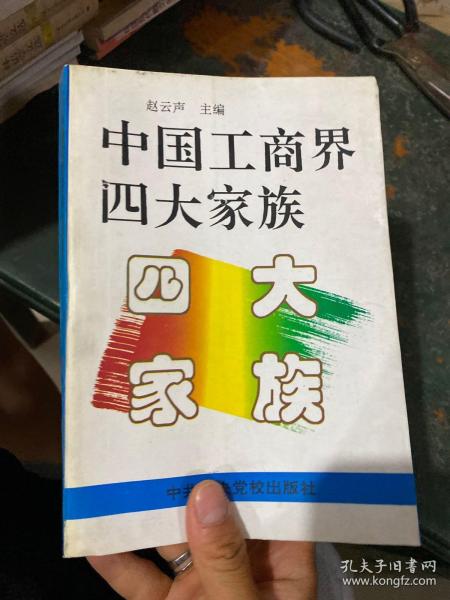 赵云声 主编
中国工商界
四大家族
四大
家族
中共 央党校出版社
孔夫子旧书网
www.kongfz.com